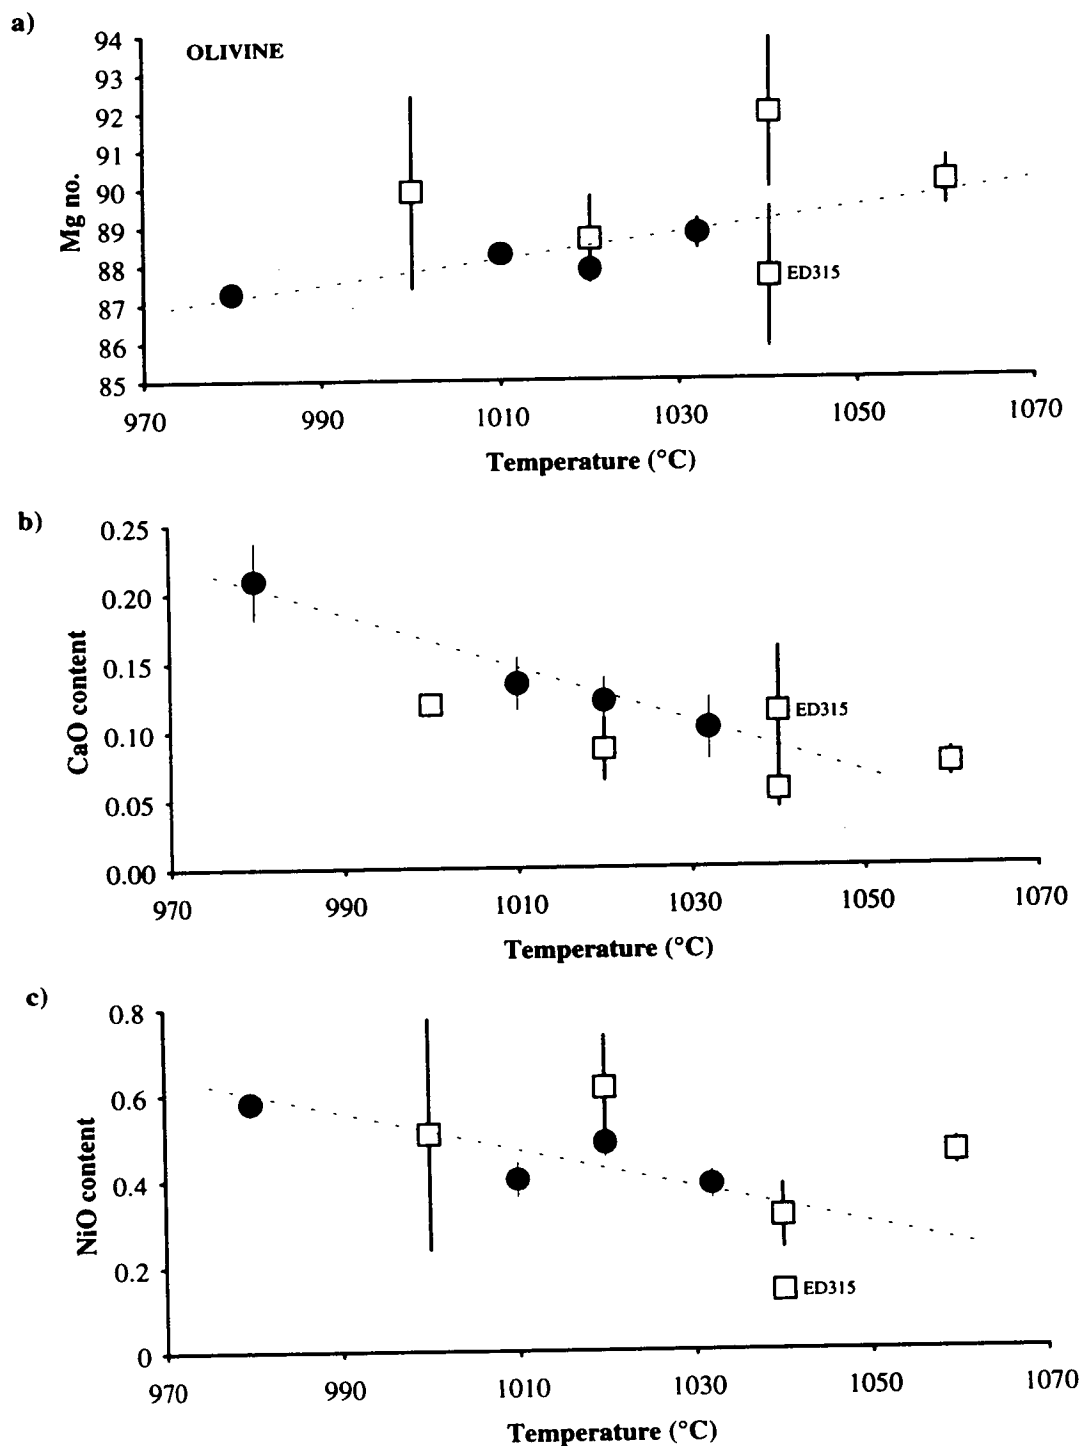 a)
OLIVINE
94
93
92
91
90
89
88
87
86
85
Mg no.
ED315
970 990 1010 1030 1050 1070
Temperature (°C)
b)
0.25
0.20
0.15
0.10
0.05
0.00
CaO content
ED315
970 990 1010 1030 1050 1070
Temperature (°C)
c)
0.8
0.6
0.4
0.2
0
NiO content
ED315
970 990 1010 1030 1050 1070
Temperature (°C)